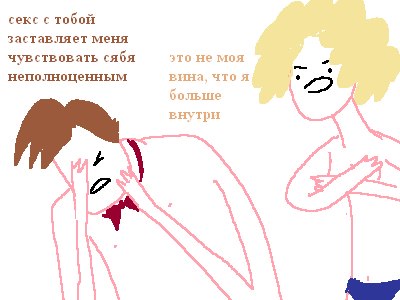 секс с тобой
заставляет меня
чувствовать сябя
неполноценным
это не моя
вина, что я
больше
внутри